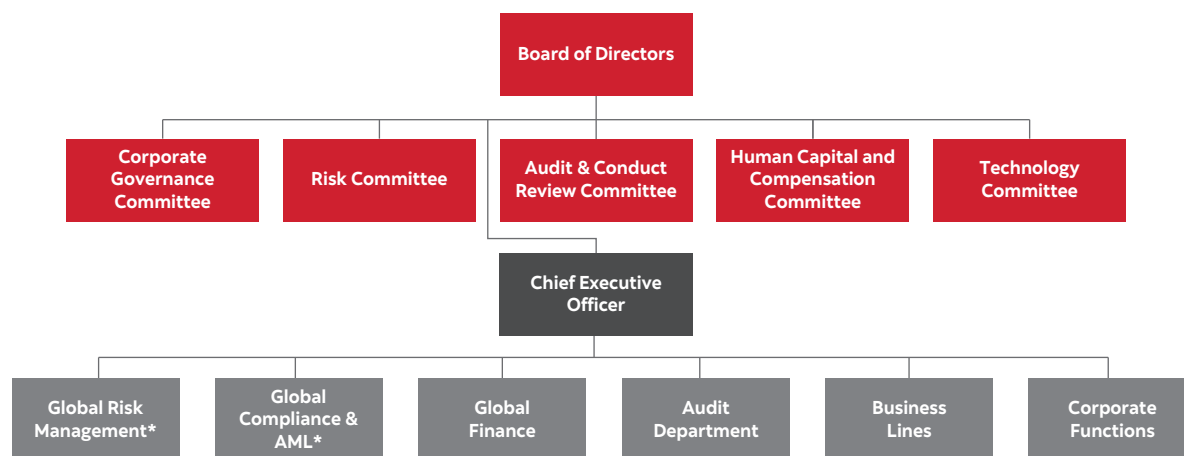 Board of Directors
Corporate
Governance
Committee
Risk Committee
Audit & Conduct
Review Committee
Human Capital and
Compensation
Committee
Technology
Committee
Chief Executive
Officer
Global Risk
Management*
Global
Compliance &
AML*
Global
Finance
Audit
Department
Business
Lines
Corporate
Functions